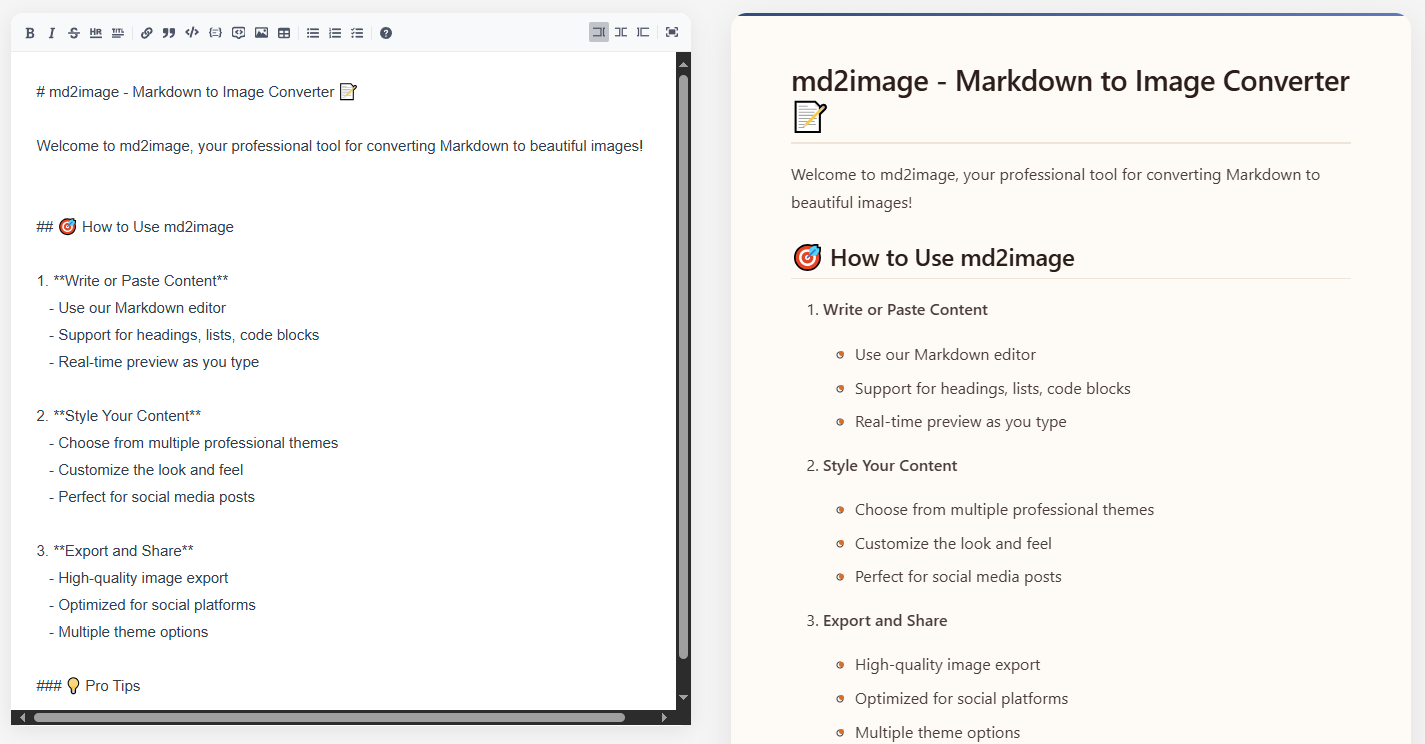 B I S HR TITL
# md2image - Markdown to Image Converter 📝
Welcome to md2image, your professional tool for converting Markdown to beautiful images!
## 🎯 How to Use md2image
1. **Write or Paste Content**
- Use our Markdown editor
- Support for headings, lists, code blocks
- Real-time preview as you type
2. **Style Your Content**
- Choose from multiple professional themes
- Customize the look and feel
- Perfect for social media posts
3. **Export and Share**
- High-quality image export
- Optimized for social platforms
- Multiple theme options
### 💡 Pro Tips
md2image - Markdown to Image Converter
📝
Welcome to md2image, your professional tool for converting Markdown to
beautiful images!
🎯 How to Use md2image
1. Write or Paste Content
Use our Markdown editor
Support for headings, lists, code blocks
Real-time preview as you type
2. Style Your Content
Choose from multiple professional themes
Customize the look and feel
Perfect for social media posts
3. Export and Share
High-quality image export
Optimized for social platforms
Multiple theme options